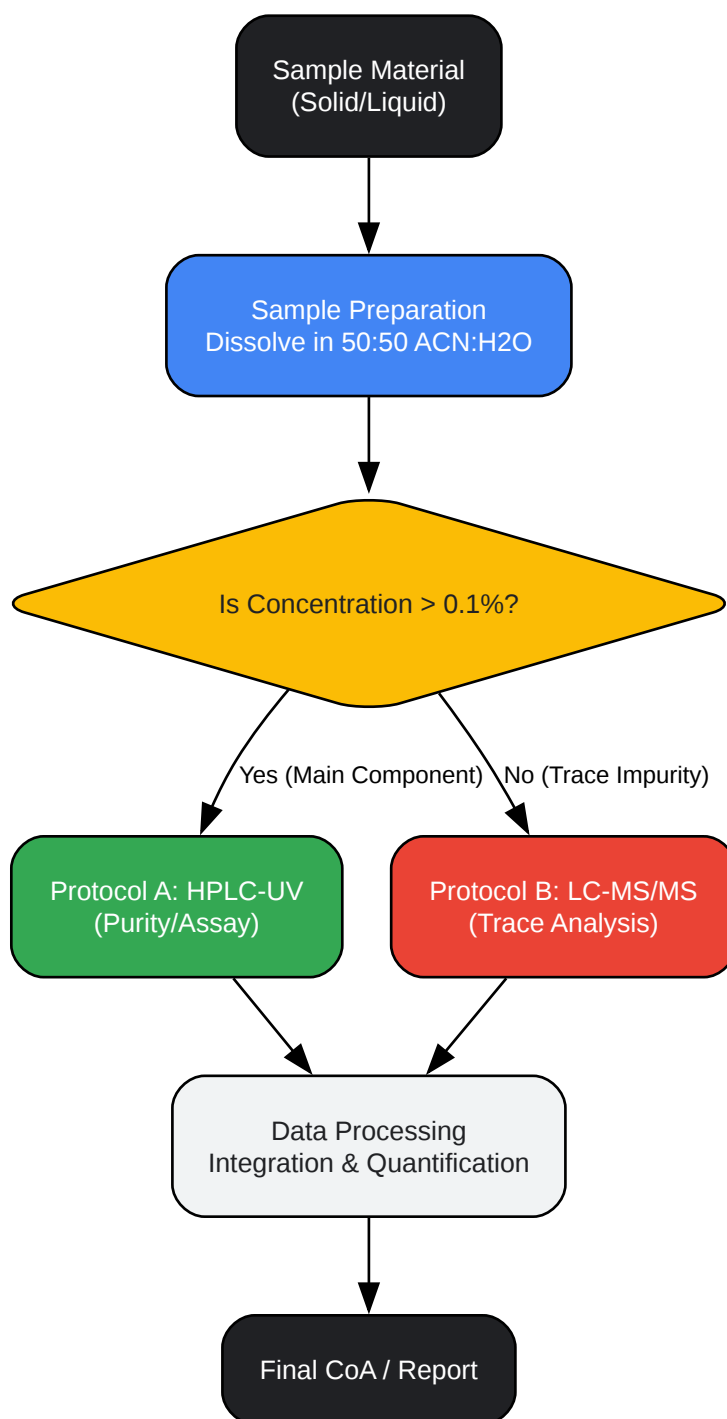 Sample Material
(Solid/Liquid)
Sample Preparation
Dissolve in 50:50 ACN:H2O
Is Concentration > 0.1%?
Yes (Main Component)
No (Trace Impurity)
Protocol A: HPLC-UV
(Purity/Assay)
Protocol B: LC-MS/MS
(Trace Analysis)
Data Processing
Integration & Quantification
Final CoA / Report